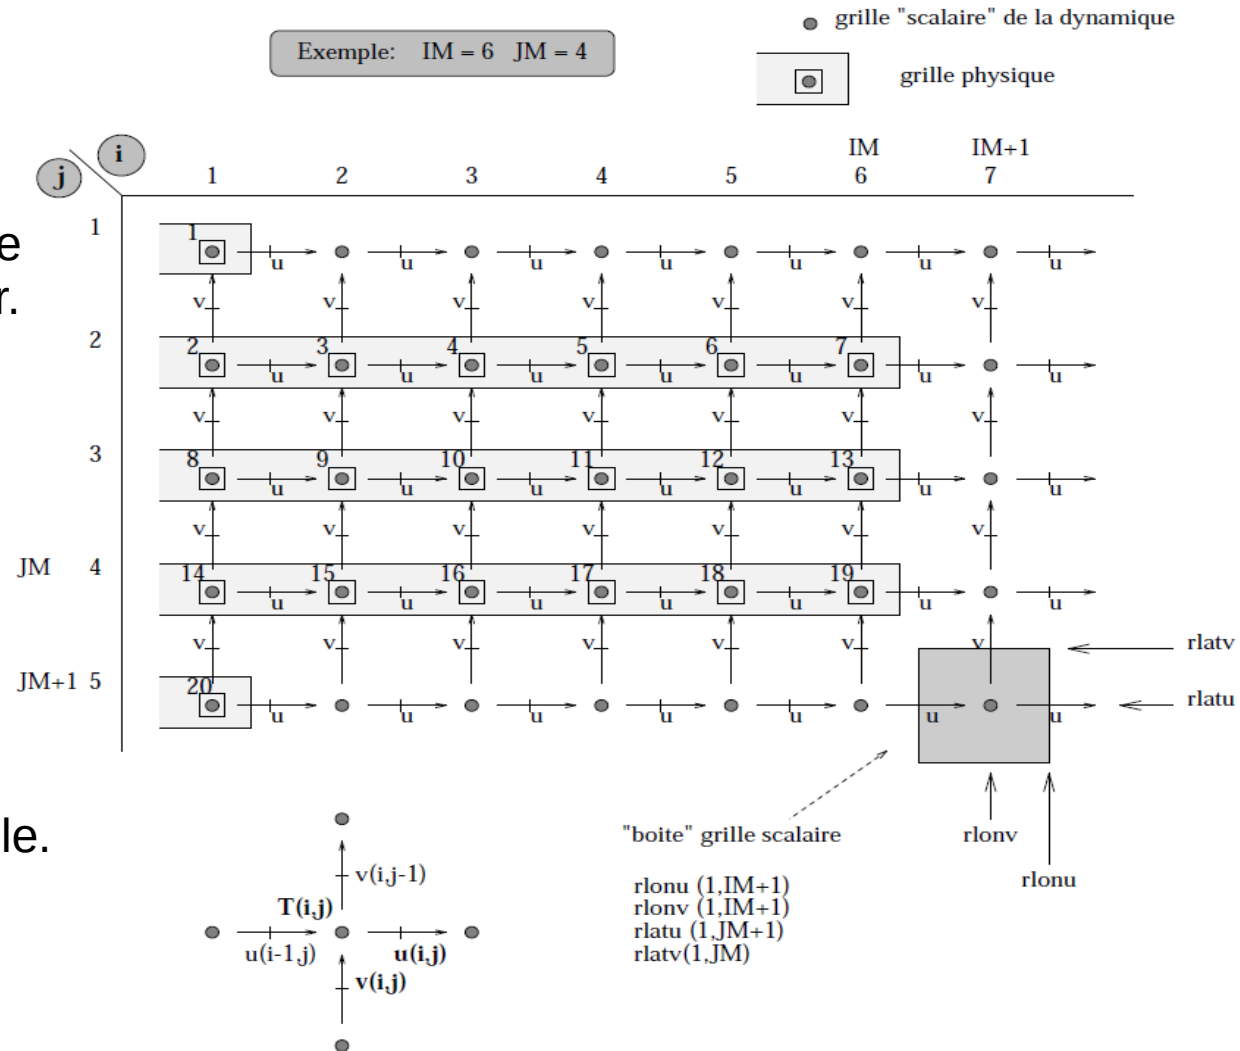 grille "scalaire" de la dynamique
Exemple: IM = 6 JM = 4
grille physique
i
j
IM IM+1
1 2 3 4 5 6 7
e
r.
1
1
u u u u u u u
v v v v v v
2
2 3 4 5 6 7
u u u u u u u
v v v v v v
3
8 9 10 11 12 13
u u u u u u u
v v v v v v
JM 4
14 15 16 17 18 19
u u u u u u u
v v v v v v v
rlatv
JM+1 5
20
rlatu
u u u u u u u
le.
"boite" grille scalaire
rlonv
rlonu
rlonu (1,IM+1)
rlonv (1,IM+1)
rlatu (1,JM+1)
rlatv(1,JM)
v(i,j-1)
T(i,j)
u(i-1,j) u(i,j)
v(i,j)